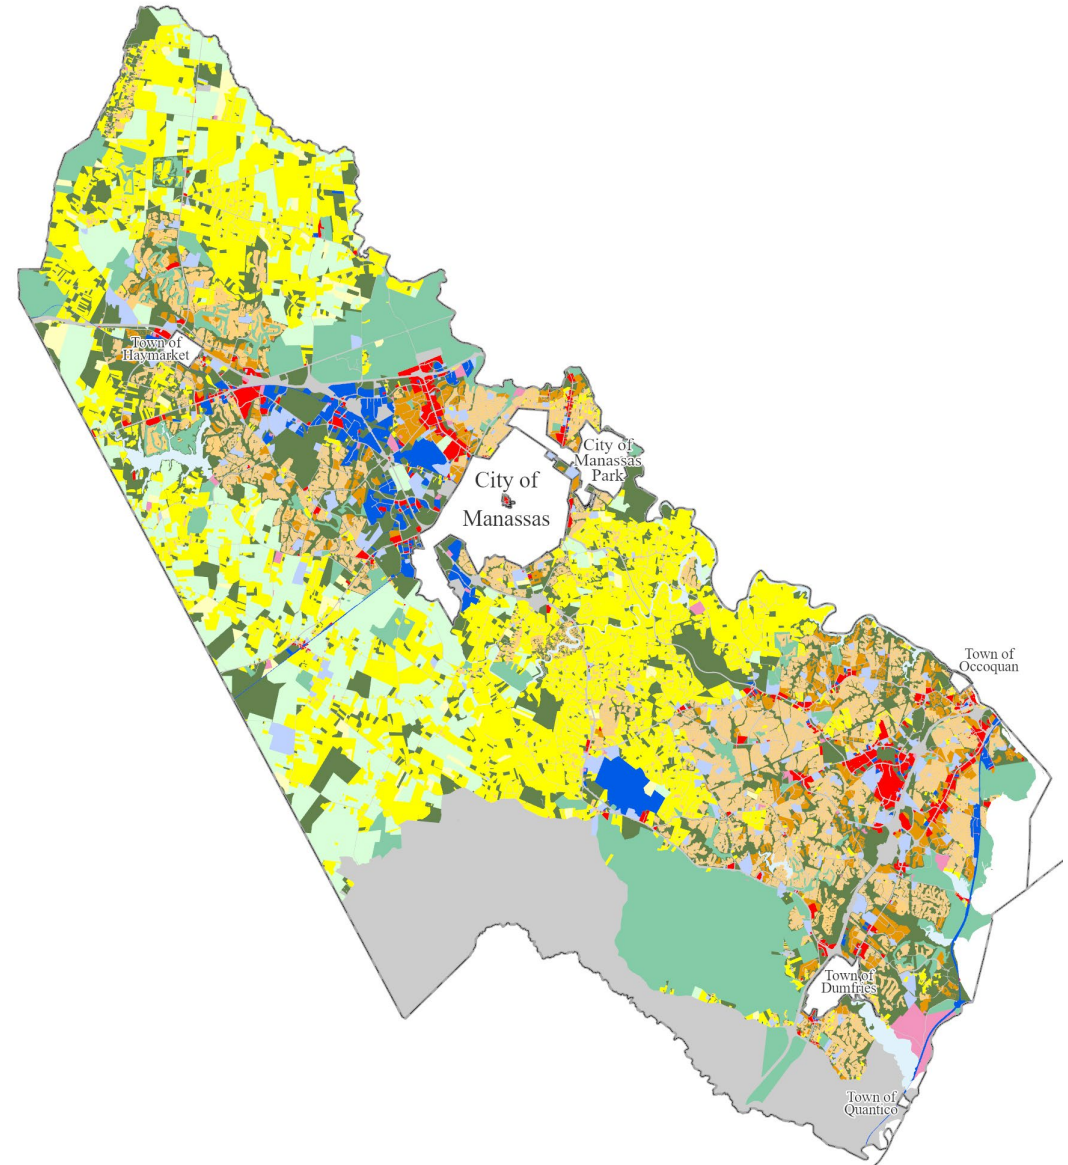 Town of
Haymarket
City of
Manassas
Park
City of
Manassas
Town of
Occoquan
Town of
Dumfries
Town of
Quantico